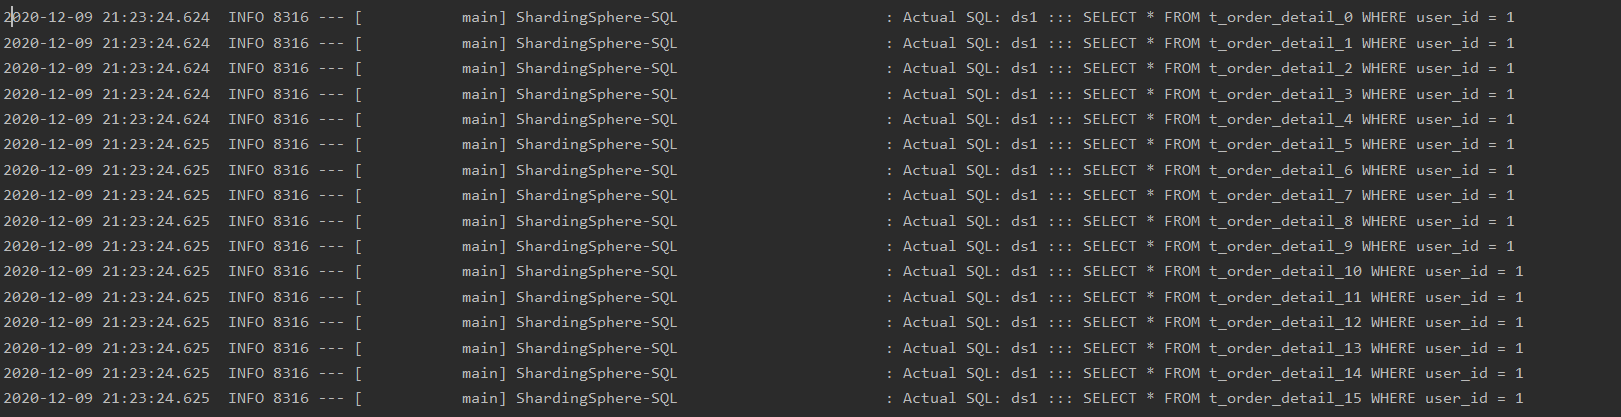 2020-12-09 21:23:24.624  INFO 8316 --- [           main] ShardingSphere-SQL                       : Actual SQL: ds1 ::: SELECT * FROM t_order_detail_0 WHERE user_id = 1
2020-12-09 21:23:24.624  INFO 8316 --- [           main] ShardingSphere-SQL                       : Actual SQL: ds1 ::: SELECT * FROM t_order_detail_1 WHERE user_id = 1
2020-12-09 21:23:24.624  INFO 8316 --- [           main] ShardingSphere-SQL                       : Actual SQL: ds1 ::: SELECT * FROM t_order_detail_2 WHERE user_id = 1
2020-12-09 21:23:24.624  INFO 8316 --- [           main] ShardingSphere-SQL                       : Actual SQL: ds1 ::: SELECT * FROM t_order_detail_3 WHERE user_id = 1
2020-12-09 21:23:24.624  INFO 8316 --- [           main] ShardingSphere-SQL                       : Actual SQL: ds1 ::: SELECT * FROM t_order_detail_4 WHERE user_id = 1
2020-12-09 21:23:24.625  INFO 8316 --- [           main] ShardingSphere-SQL                       : Actual SQL: ds1 ::: SELECT * FROM t_order_detail_5 WHERE user_id = 1
2020-12-09 21:23:24.625  INFO 8316 --- [           main] ShardingSphere-SQL                       : Actual SQL: ds1 ::: SELECT * FROM t_order_detail_6 WHERE user_id = 1
2020-12-09 21:23:24.625  INFO 8316 --- [           main] ShardingSphere-SQL                       : Actual SQL: ds1 ::: SELECT * FROM t_order_detail_7 WHERE user_id = 1
2020-12-09 21:23:24.625  INFO 8316 --- [           main] ShardingSphere-SQL                       : Actual SQL: ds1 ::: SELECT * FROM t_order_detail_8 WHERE user_id = 1
2020-12-09 21:23:24.625  INFO 8316 --- [           main] ShardingSphere-SQL                       : Actual SQL: ds1 ::: SELECT * FROM t_order_detail_9 WHERE user_id = 1
2020-12-09 21:23:24.625  INFO 8316 --- [           main] ShardingSphere-SQL                       : Actual SQL: ds1 ::: SELECT * FROM t_order_detail_10 WHERE user_id = 1
2020-12-09 21:23:24.625  INFO 8316 --- [           main] ShardingSphere-SQL                       : Actual SQL: ds1 ::: SELECT * FROM t_order_detail_11 WHERE user_id = 1
2020-12-09 21:23:24.625  INFO 8316 --- [           main] ShardingSphere-SQL                       : Actual SQL: ds1 ::: SELECT * FROM t_order_detail_12 WHERE user_id = 1
2020-12-09 21:23:24.625  INFO 8316 --- [           main] ShardingSphere-SQL                       : Actual SQL: ds1 ::: SELECT * FROM t_order_detail_13 WHERE user_id = 1
2020-12-09 21:23:24.625  INFO 8316 --- [           main] ShardingSphere-SQL                       : Actual SQL: ds1 ::: SELECT * FROM t_order_detail_14 WHERE user_id = 1
2020-12-09 21:23:24.625  INFO 8316 --- [           main] ShardingSphere-SQL                       : Actual SQL: ds1 ::: SELECT * FROM t_order_detail_15 WHERE user_id = 1